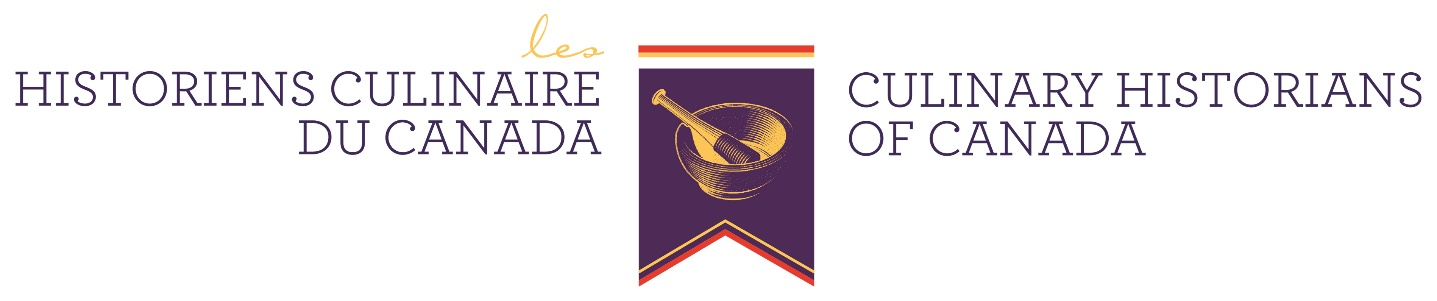 les
HISTORIENS CULINAIRE
DU CANADA
CULINARY HISTORIANS
OF CANADA